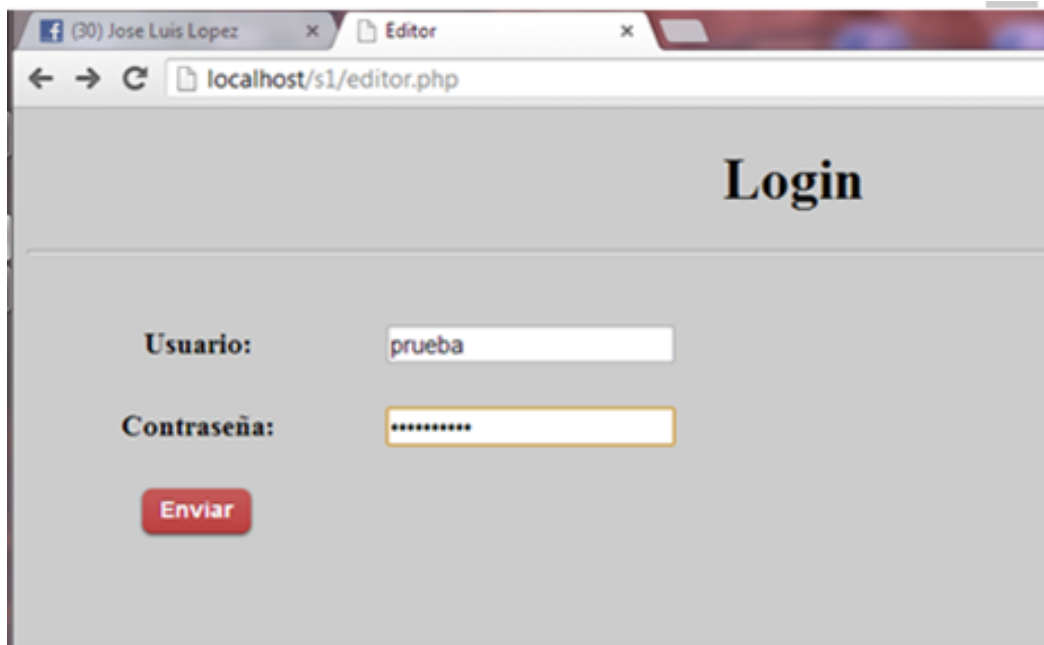 (30) Jose Luis Lopez × Editor ×
localhost/s1/editor.php
Login
Usuario: prueba
Contraseña: ••••••••••
Enviar